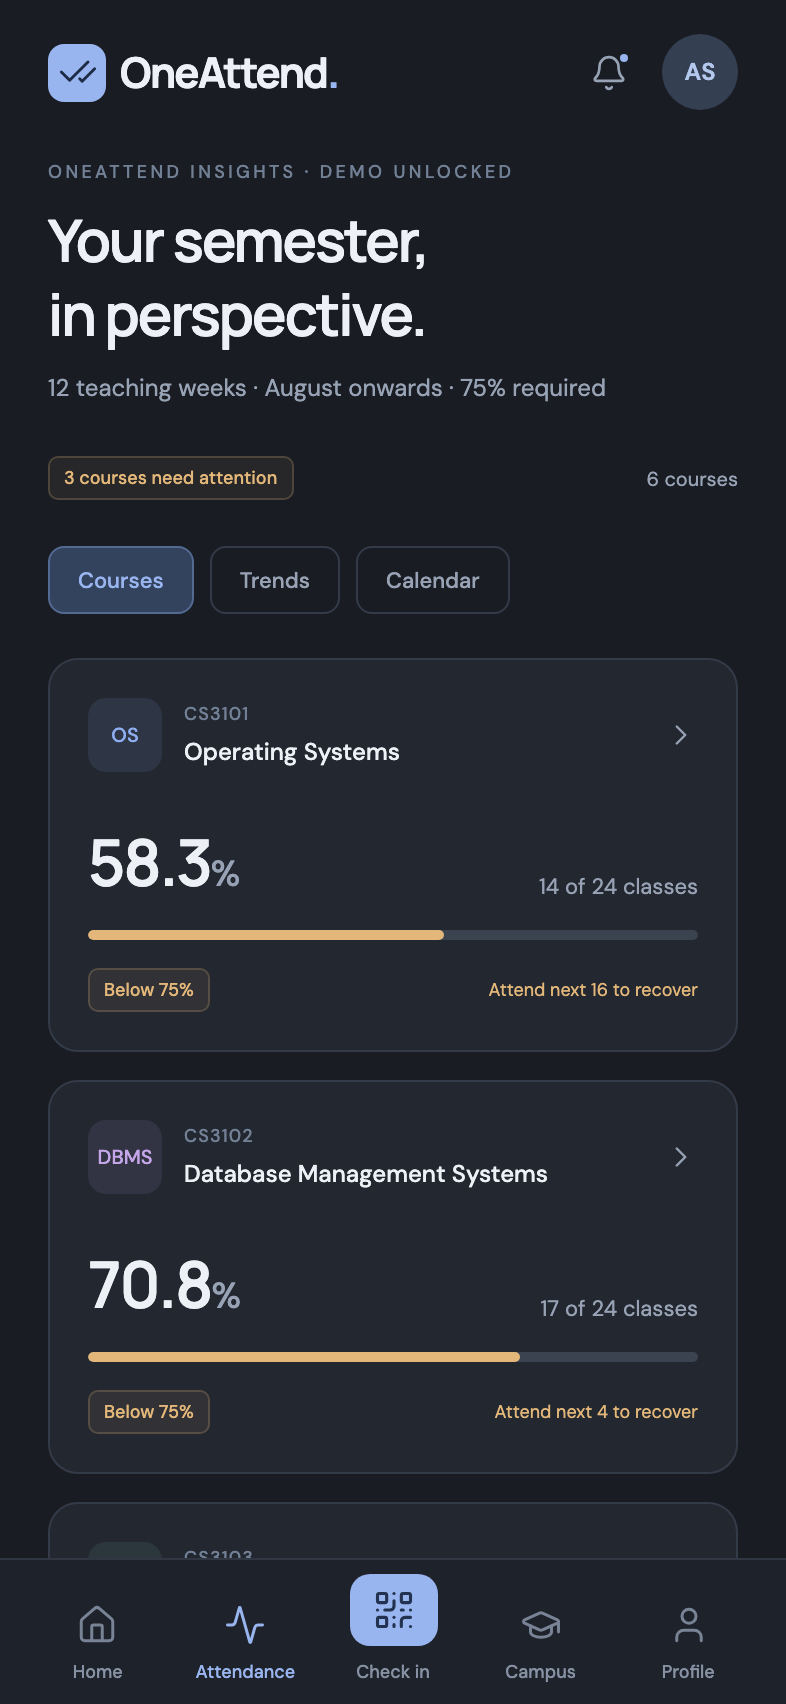 OneAttend.
AS
ONEATTEND INSIGHTS · DEMO UNLOCKED
Your semester,
in perspective.
12 teaching weeks · August onwards · 75% required
3 courses need attention
6 courses
Courses
Trends
Calendar
OS
CS3101
Operating Systems
58.3%
14 of 24 classes
Below 75%
Attend next 16 to recover
DBMS
CS3102
Database Management Systems
70.8%
17 of 24 classes
Below 75%
Attend next 4 to recover
CS3103
Home
Attendance
Check in
Campus
Profile